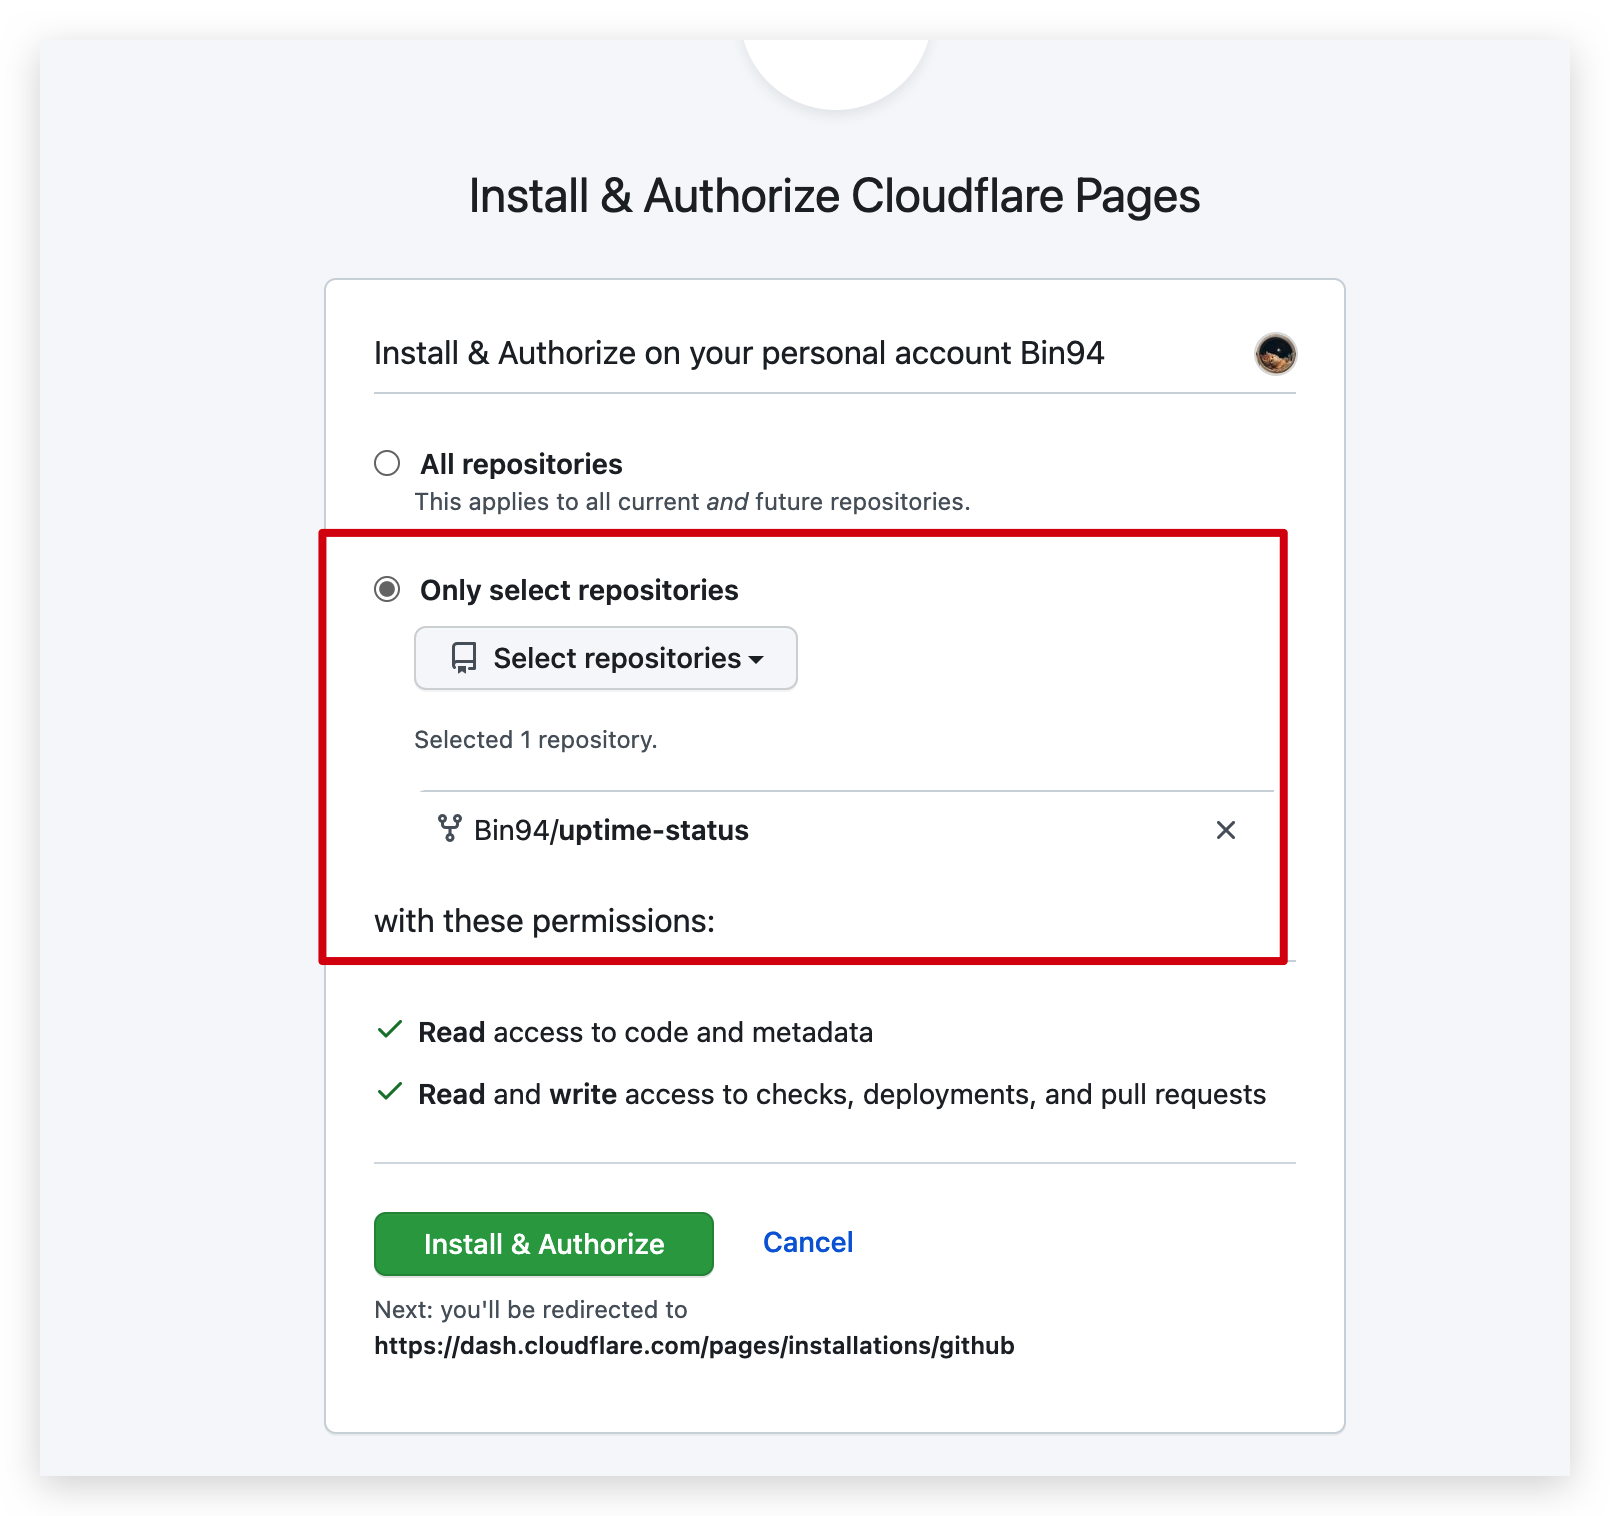 Install & Authorize Cloudflare Pages
Install & Authorize on your personal account Bin94
All repositories
This applies to all current and future repositories.
Only select repositories
Select repositories
Selected 1 repository.
Bin94/uptime-status
with these permissions:
Read access to code and metadata
Read and write access to checks, deployments, and pull requests
Install & Authorize
Cancel
Next: you'll be redirected to
https://dash.cloudflare.com/pages/installations/github